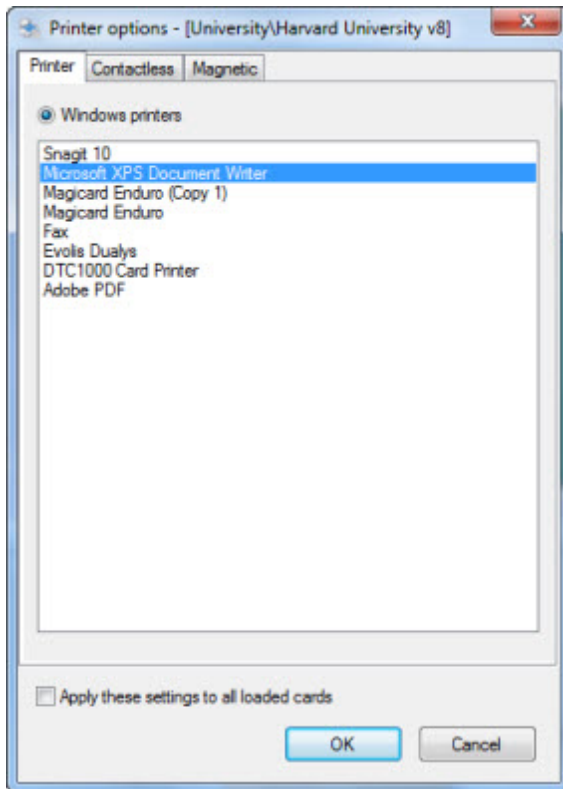 Printer options - [University\Harvard University v8]
Printer Contactless Magnetic
Windows printers
Snagit 10
Microsoft XPS Document Writer
Magicard Enduro (Copy 1)
Magicard Enduro
Fax
Evolis Dualys
DTC1000 Card Printer
Adobe PDF
Apply these settings to all loaded cards
OK Cancel